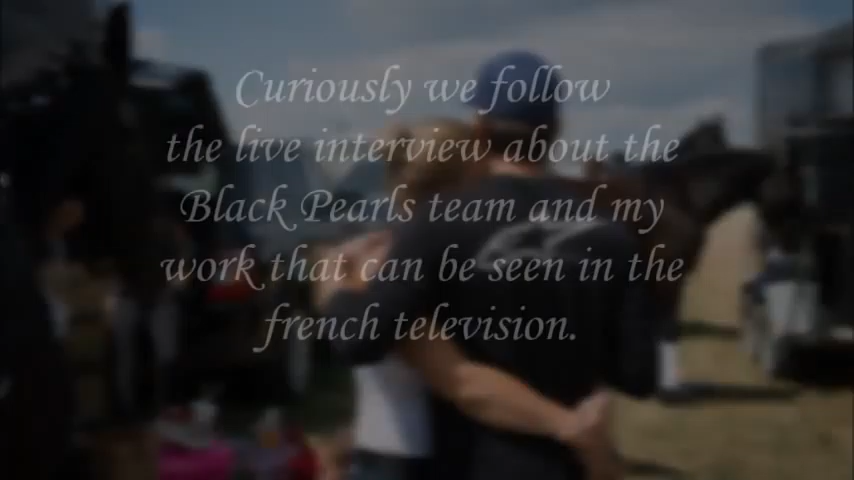 Curiously we follow
the live interview about the
Black Pearls team and my
work that can be seen in the
french television.